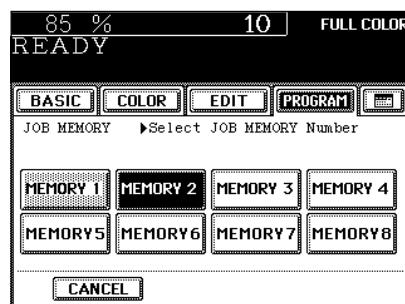 85 % 10 FULL COLOR
READY
BASIC COLOR EDIT PROGRAM
JOB MEMORY ▶Select JOB MEMORY Number
MEMORY 1 MEMORY 2 MEMORY 3 MEMORY 4
MEMORY5 MEMORY6 MEMORY7 MEMORY8
CANCEL